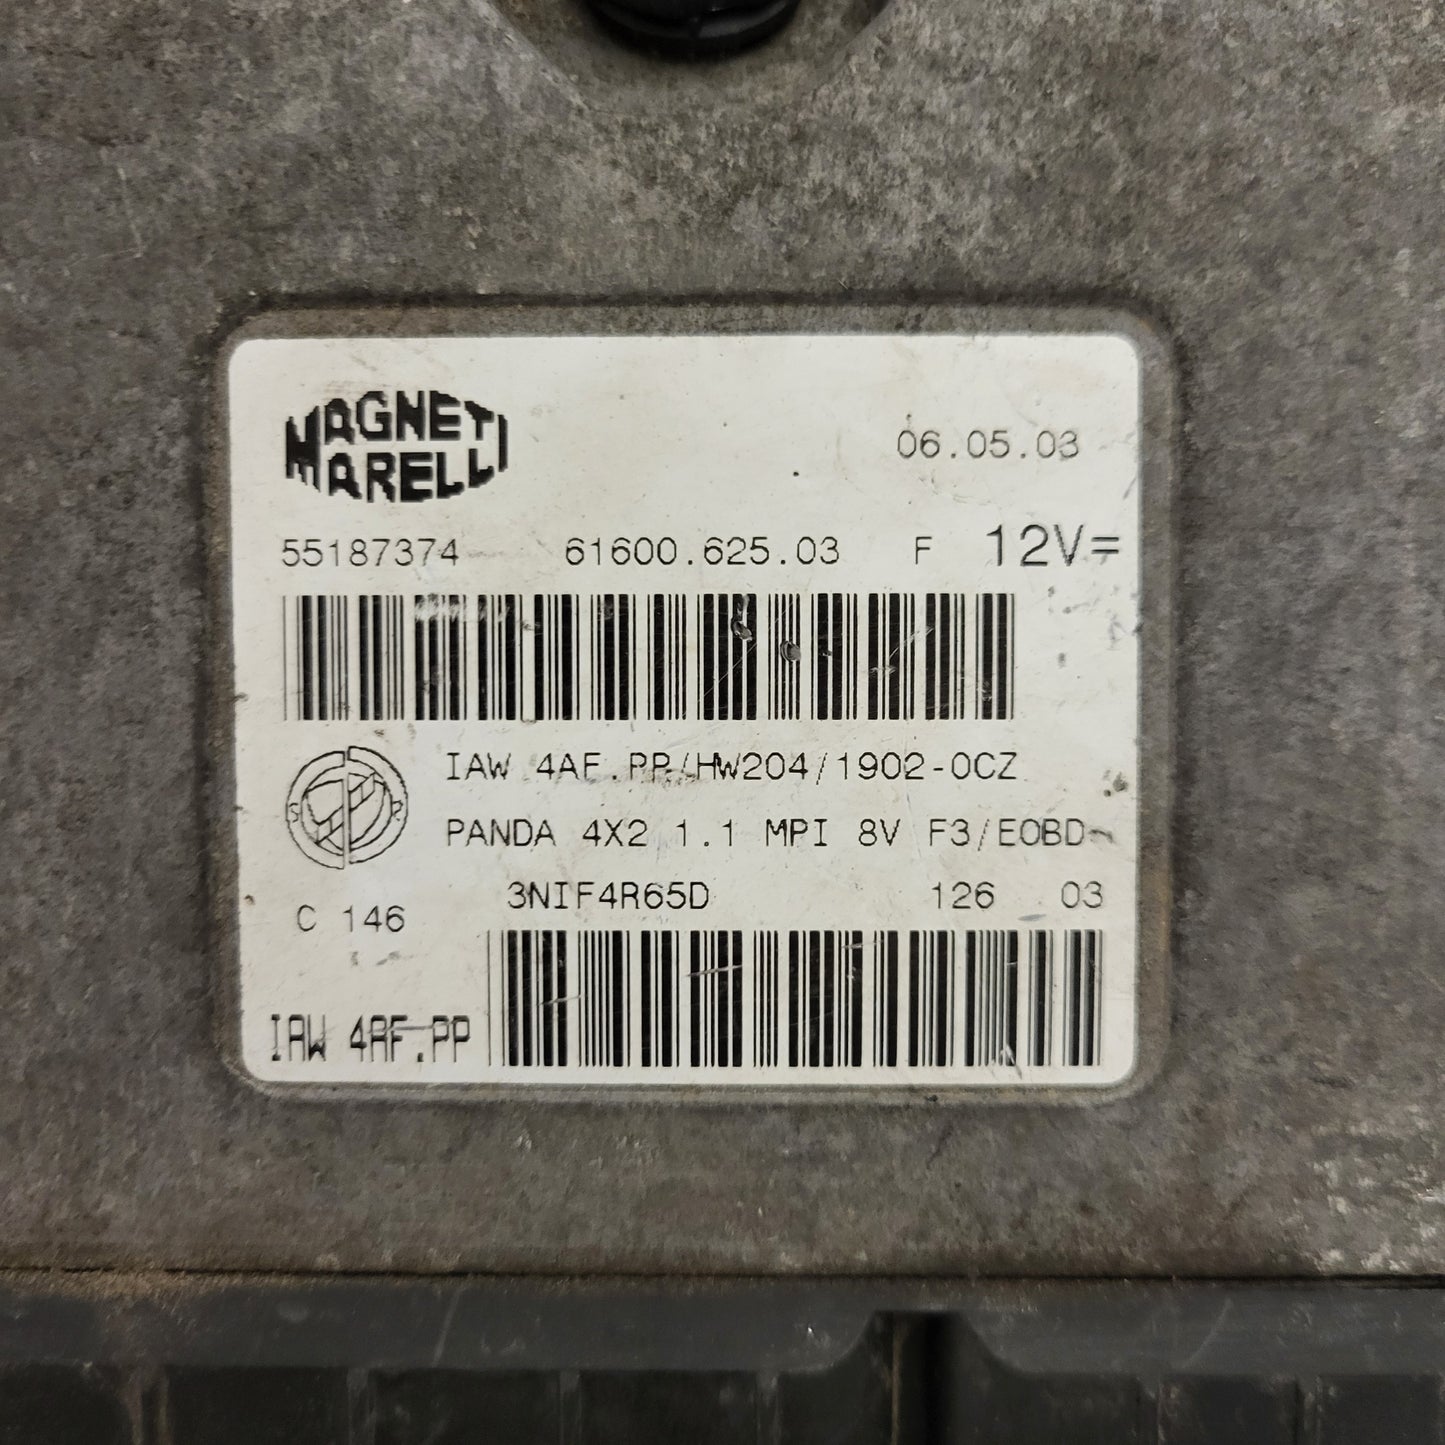 MAGNETI
MARELLI
06.05.03
55187374 61600.625.03 F 12V=
IAW 4AF.PP/HW204/1902-0CZ
S R
PANDA 4X2 1.1 MPI 8V F3/EOBD
3NIF4R65D 126 03
C 146
IAW 4AF.PP